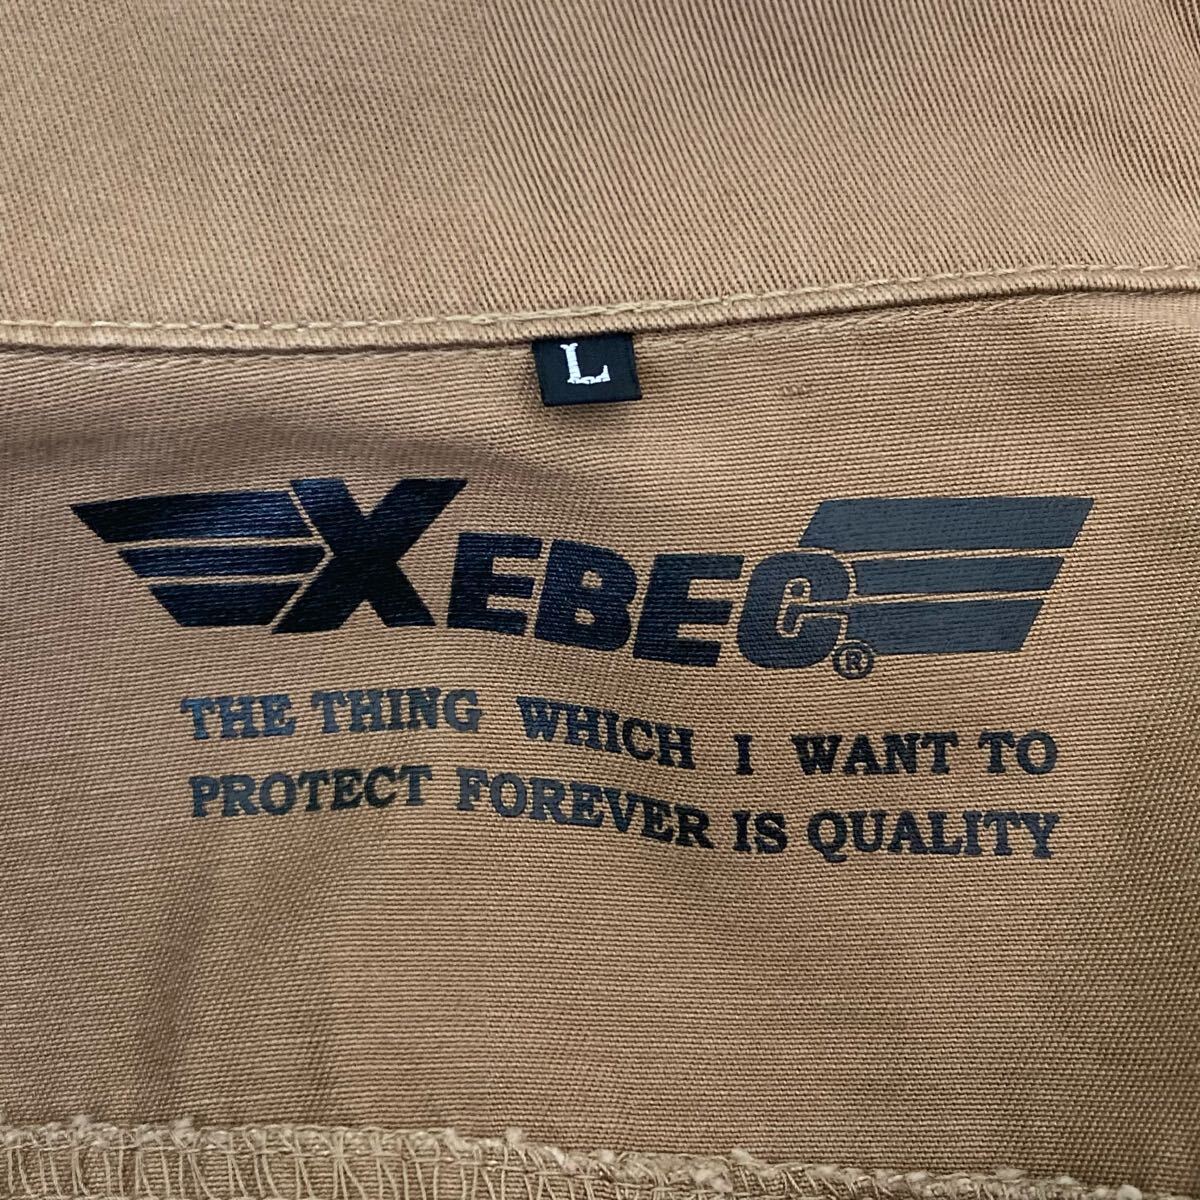 L
XEBEC®
THE THING WHICH I WANT TO
PROTECT FOREVER IS QUALITY